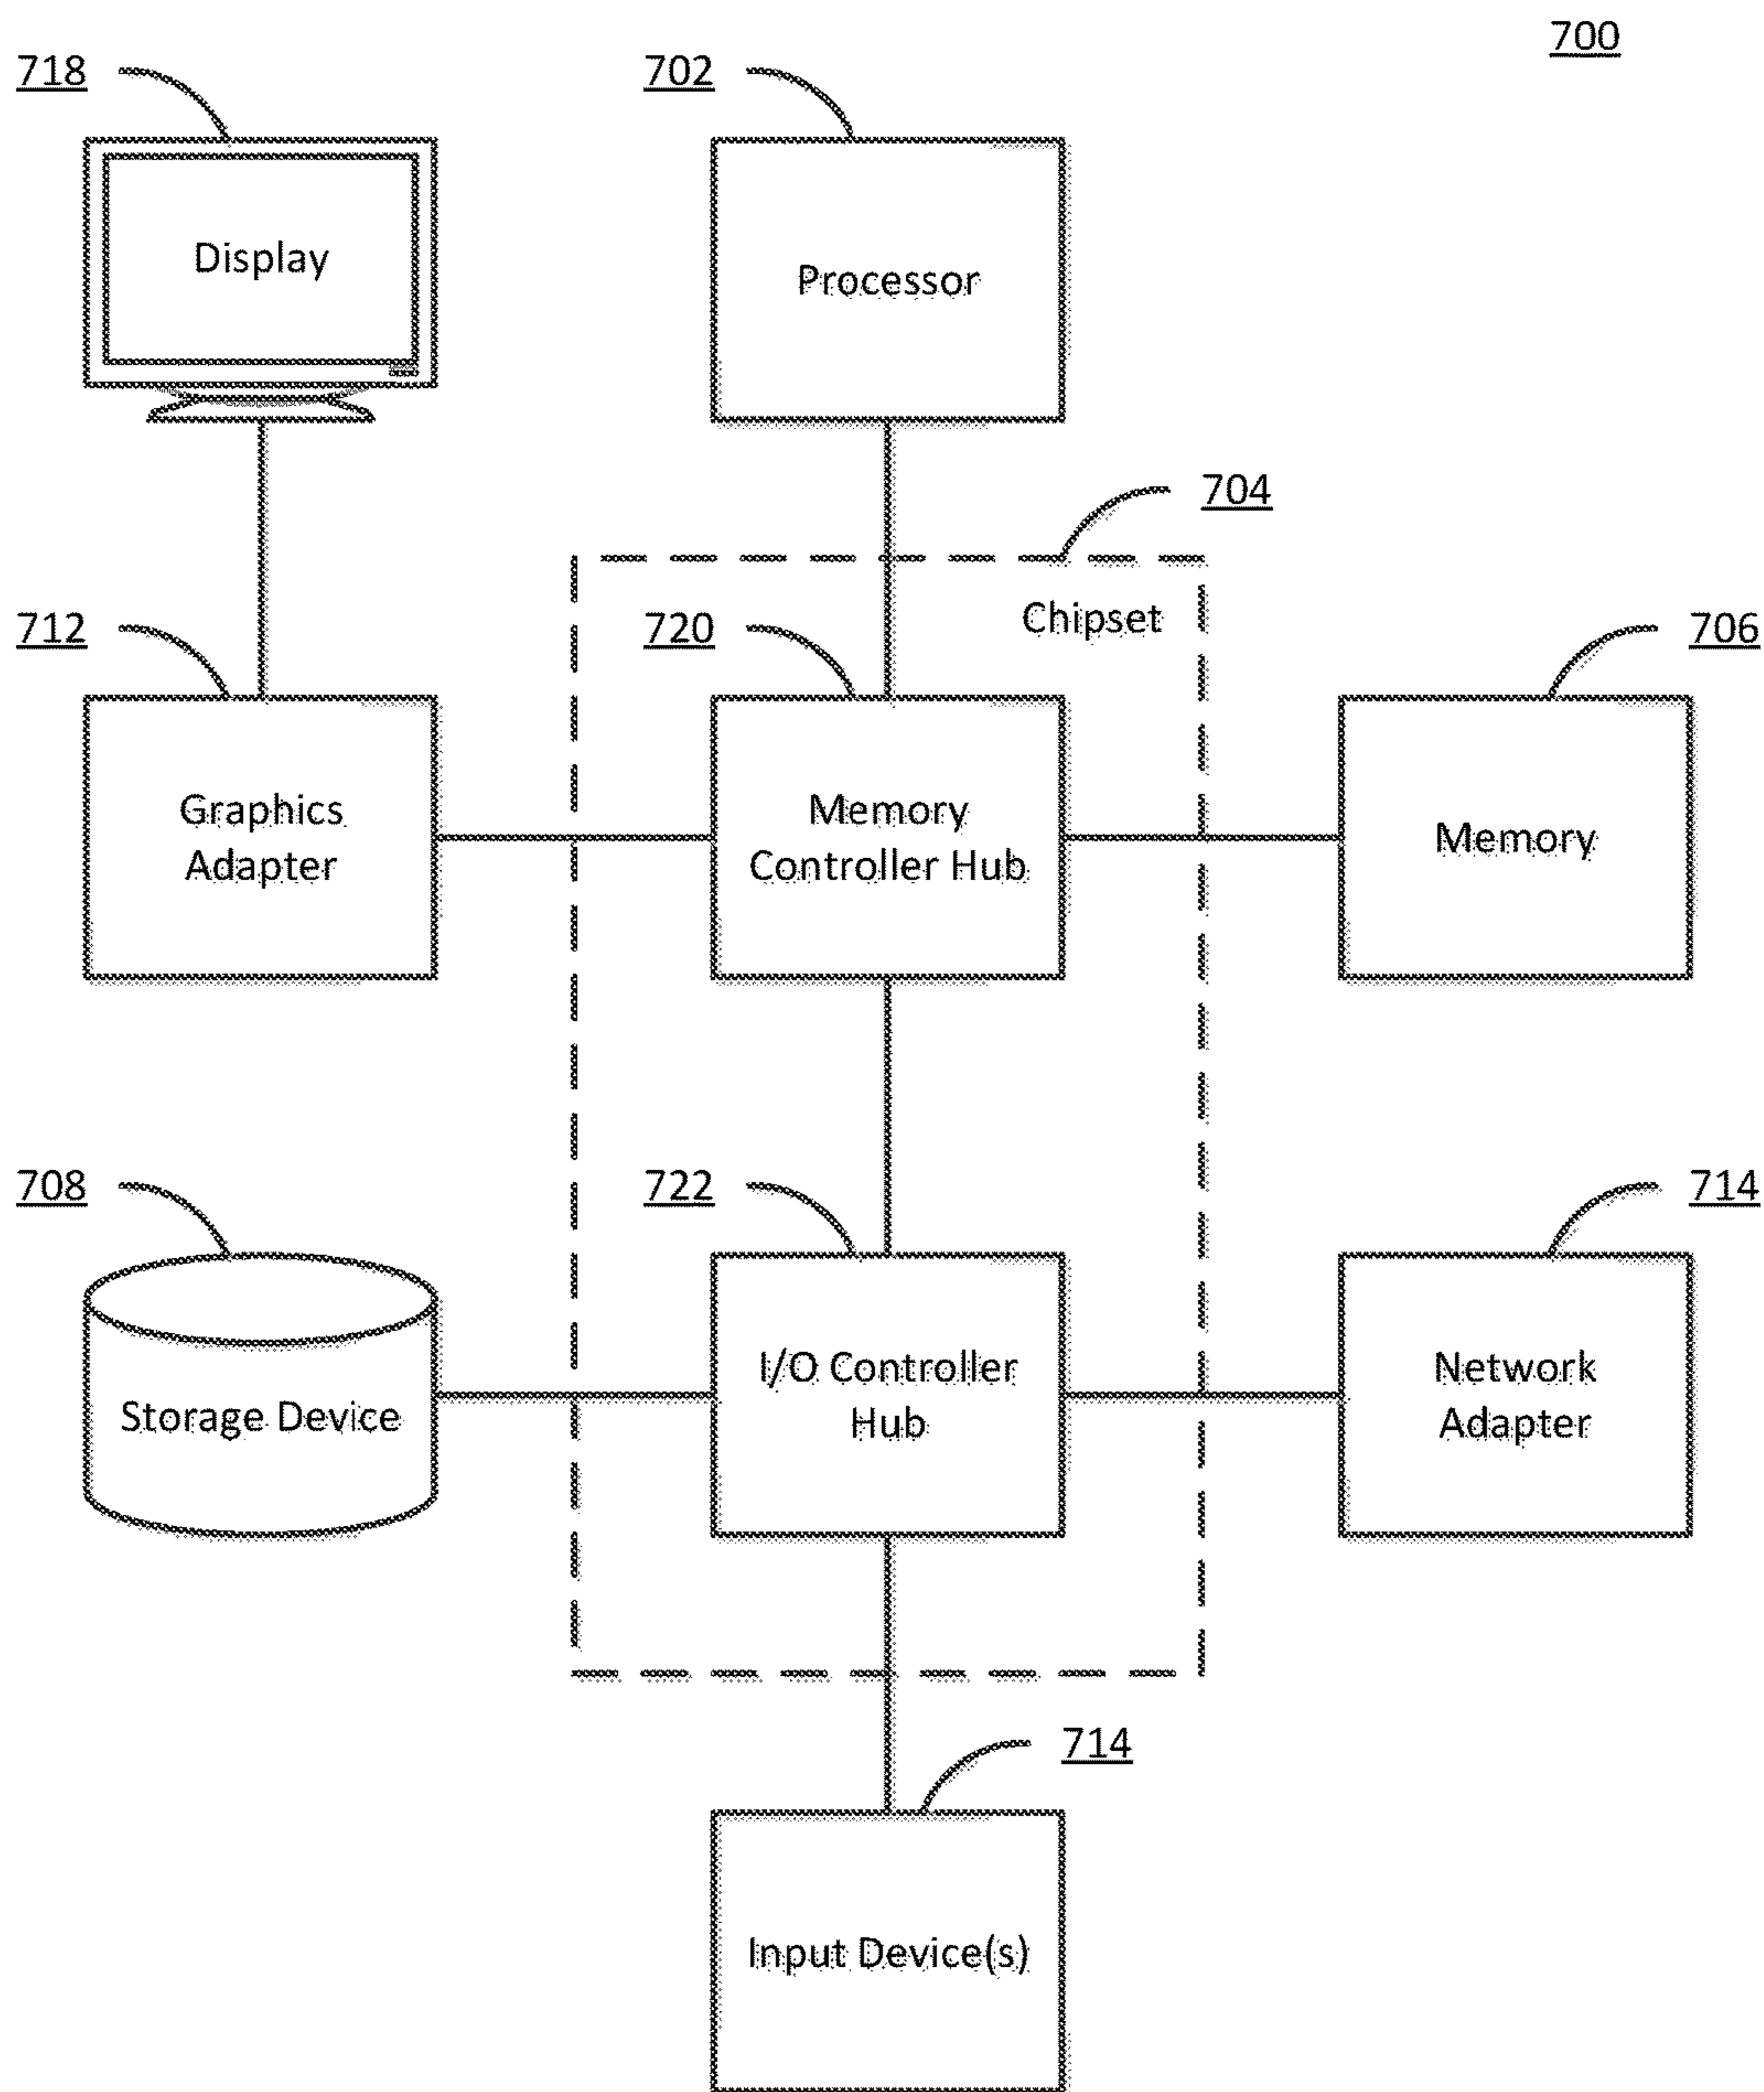 700
718
702
Display
Processor
704
Chipset
712
720
706
Graphics
Adapter
Memory
Controller Hub
Memory
708
722
714
Storage Device
I/O Controller
Hub
Network
Adapter
714
Input Device(s)